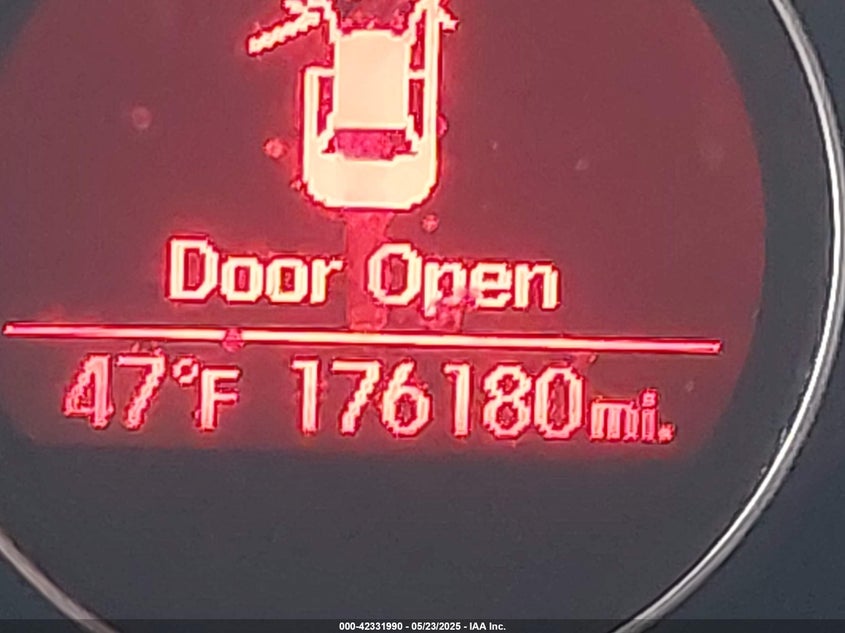 Door Open
47°F 176180mi.
000-42331990 - 05/23/2025 - IAA Inc.